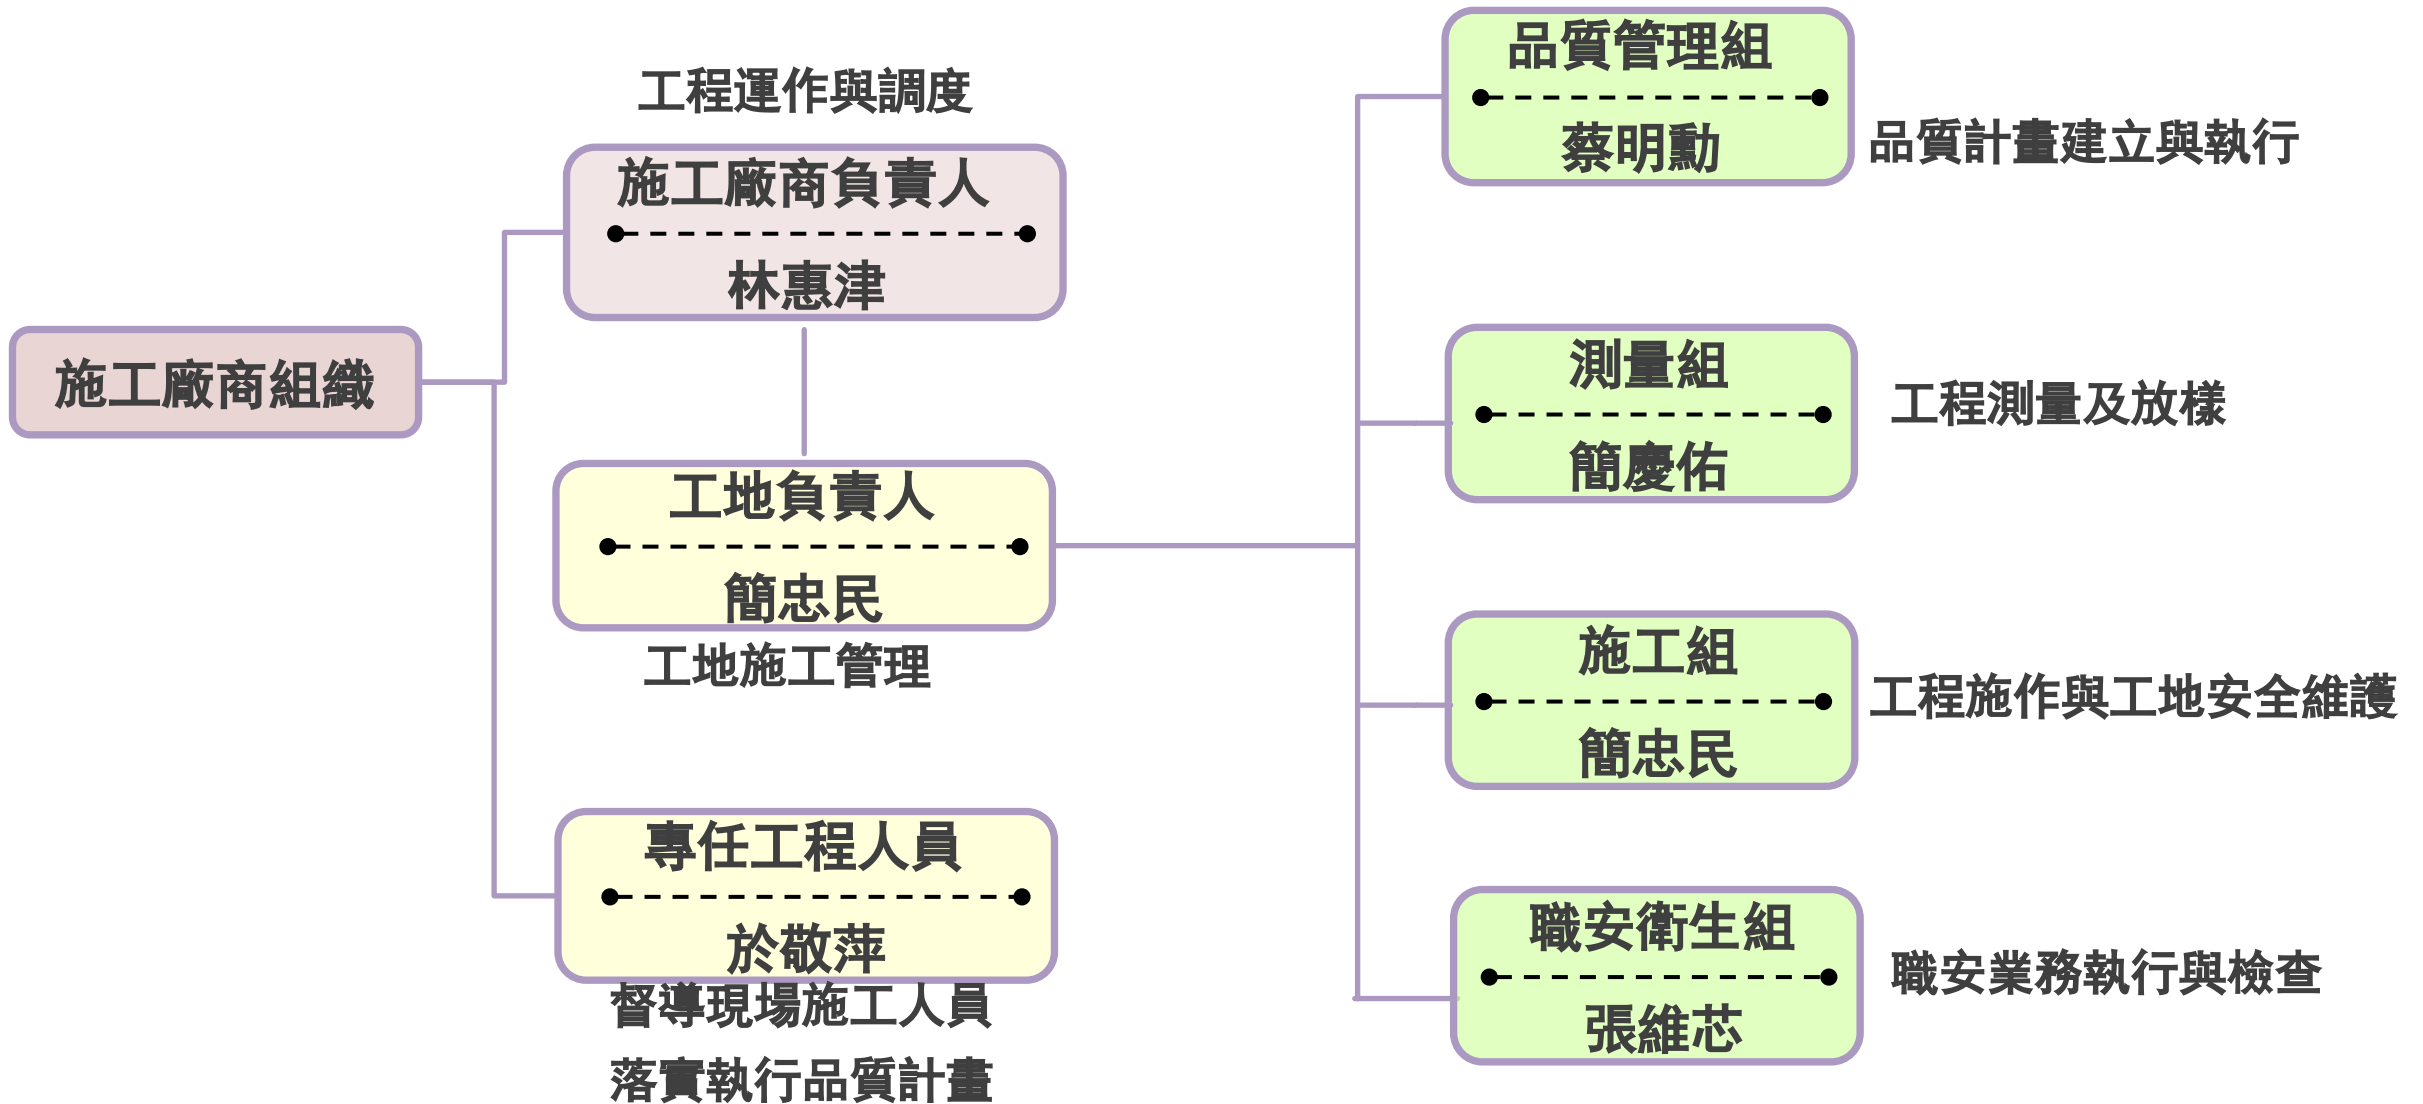 施工廠商組織
工程運作與調度
施工廠商負責人
林惠津
工地負責人
簡忠民
工地施工管理
專任工程人員
於敬萍
督導現場施工人員
落實執行品質計畫
品質管理組
蔡明勳
品質計畫建立與執行
測量組
簡慶佑
工程測量及放樣
施工組
簡忠民
工程施作與工地安全維護
職安衛生組
張維芯
職安業務執行與檢查